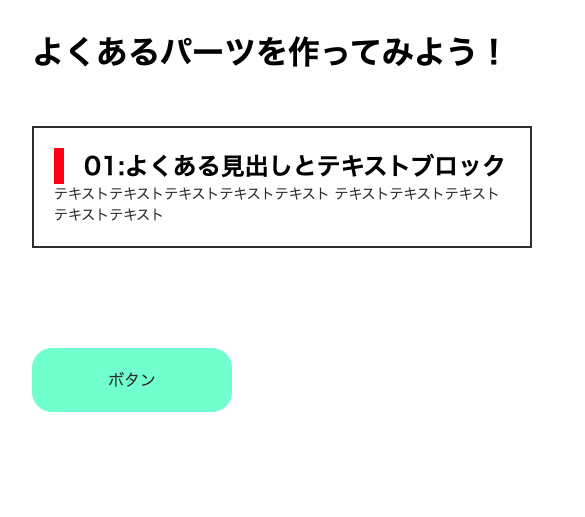 よくあるパーツを作ってみよう！
01:よくある見出しとテキストブロック
テキストテキストテキストテキストテキスト テキストテキストテキスト
テキストテキスト
ボタン